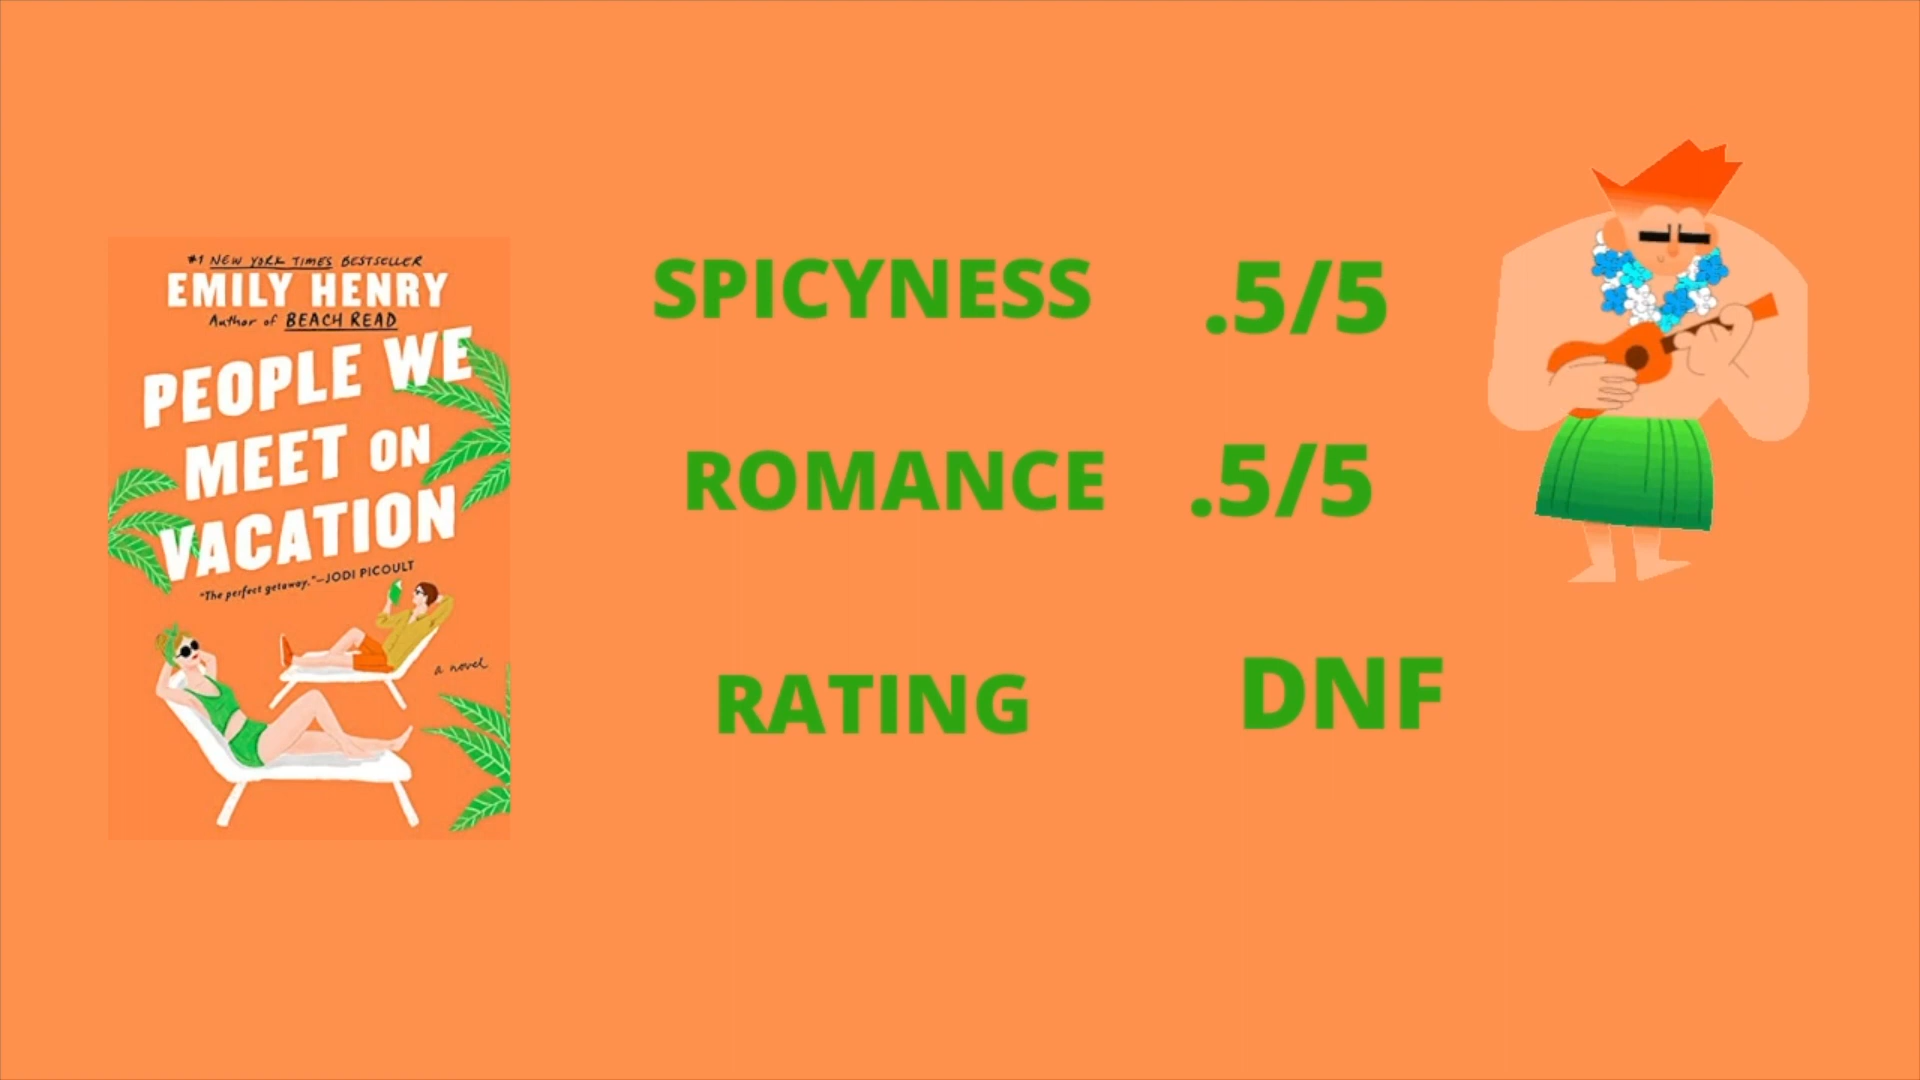 #1 NEW YORK TIMES BESTSELLER
EMILY HENRY
Author of BEACH READ
PEOPLE WE
MEET ON
VACATION
"The perfect getaway."—JODI PICOULT
a novel
SPICYNESS .5/5
ROMANCE .5/5
RATING DNF